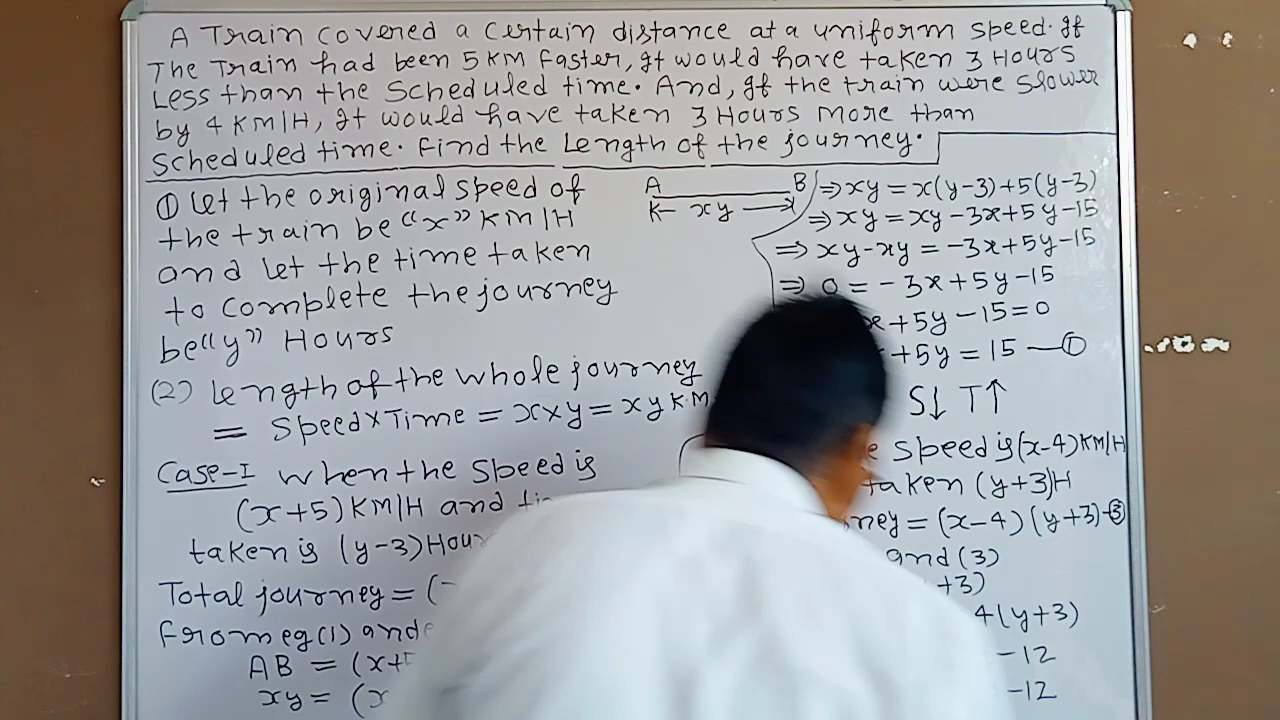 A Train covered a certain distance at a uniform speed. If
The Train had been 5 KM faster, It would have taken 3 Hours
Less than the scheduled time. And, If the train were slower
by 4 KM/H, It would have taken 3 Hours more than
scheduled time. Find the Length of the journey.
① Let the original speed of
the train be "x" KM/H
and let the time taken
to complete the journey
be "y" Hours
(2) Length of the whole journey
= Speed×Time = x×y = xy KM
Case-I when the speed is
(x+5) KM/H and
taken is (y-3) Hou
Total journey = (
From eq(1) and
AB = (x+
xy = (x
A B
xy
⇒ xy = x(y-3)+5(y-3)
⇒ xy = xy-3x+5y-15
⇒ xy-xy = -3x+5y-15
⇒ 0 = -3x+5y-15
x+5y-15=0
+5y = 15 —①
S↓ T↑
e speed is (x-4) KM/H
taken (y+3)H
ney = (x-4)(y+3)-③
and (3)
+3)
4(y+3)
-12
-12